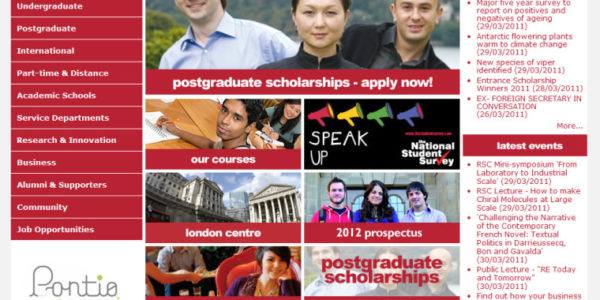 Undergraduate
Postgraduate
International
Part-time & Distance
Academic Schools
Service Departments
Research & Innovation
Business
Alumni & Supporters
Community
Job Opportunities
Pontio
postgraduate scholarships - apply now!
our courses
SPEAK
UP
www.thestudentsurvey.com
The
National
Student
Survey
london centre
2012 prospectus
postgraduate
scholarships
Major five year survey to
report on positives and
negatives of ageing
(29/03/2011)
Antarctic flowering plants
warm to climate change
(29/03/2011)
New species of viper
identified (29/03/2011)
Entrance Scholarship
Winners 2011 (28/03/2011)
EX- FOREIGN SECRETARY IN
CONVERSATION
(26/03/2011)
More...
latest events
RSC Mini-symposium 'From
Laboratory to Industrial
Scale' (29/03/2011)
RSC Lecture - How to make
Chiral Molecules at Large
Scale (29/03/2011)
'Challenging the Narrative
of the Contemporary
French Novel: Textual
Politics in Darrieussecq,
Bon and Gavalda'
(30/03/2011)
Public Lecture - "RE Today
and Tomorrow"
(30/03/2011)
Find out how your business